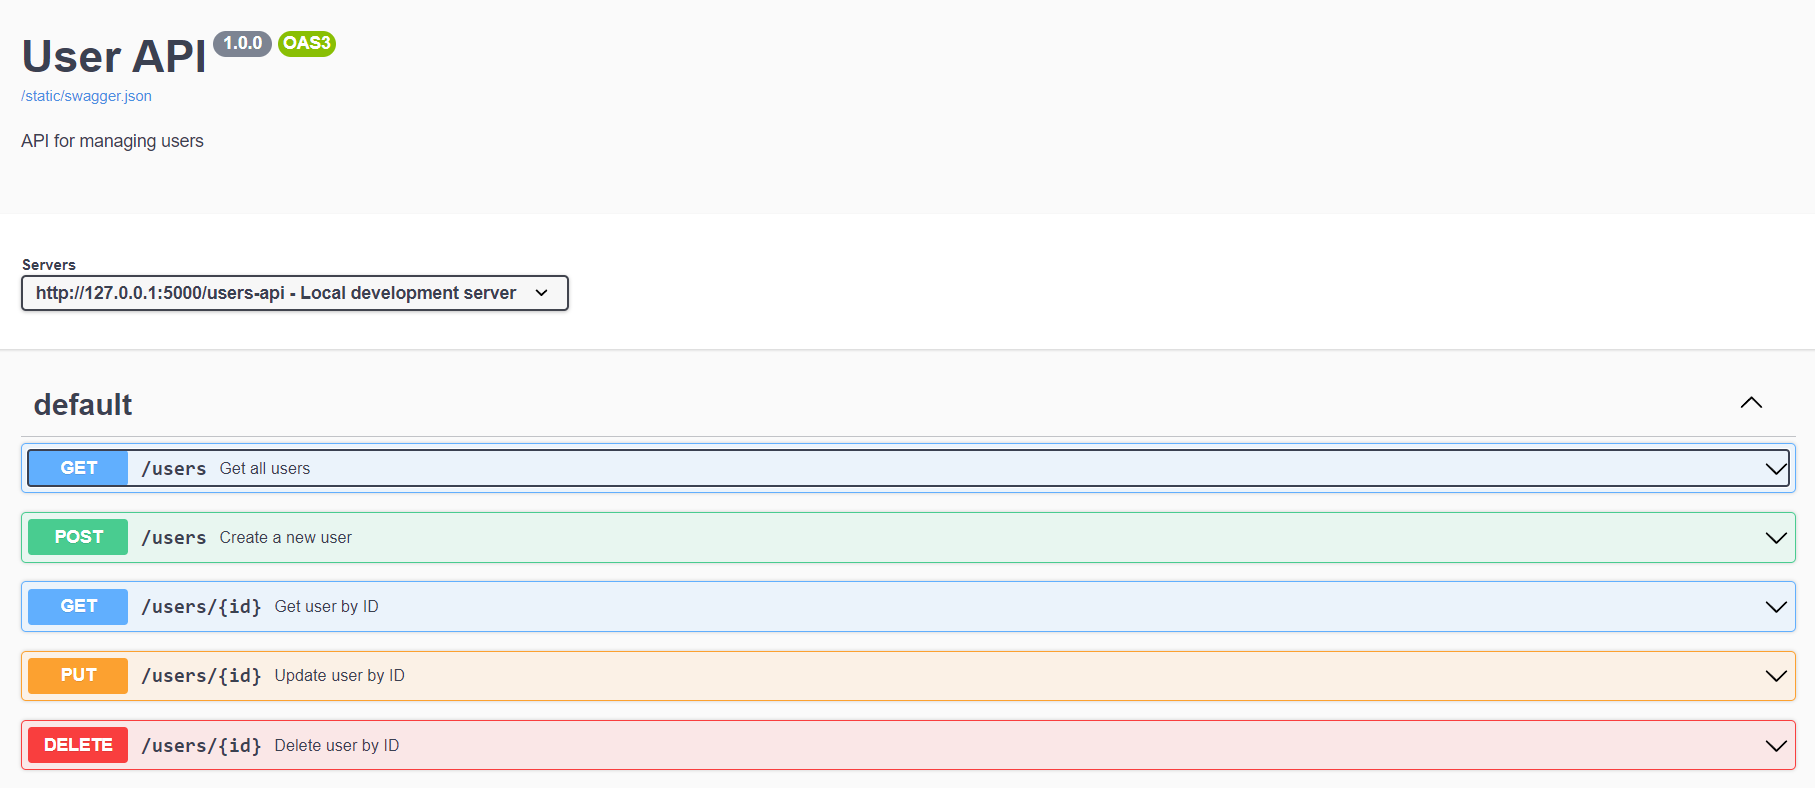 User API 1.0.0 OAS3
/static/swagger.json
API for managing users
Servers
http://127.0.0.1:5000/users-api - Local development server
default
GET /users Get all users
POST /users Create a new user
GET /users/{id} Get user by ID
PUT /users/{id} Update user by ID
DELETE /users/{id} Delete user by ID